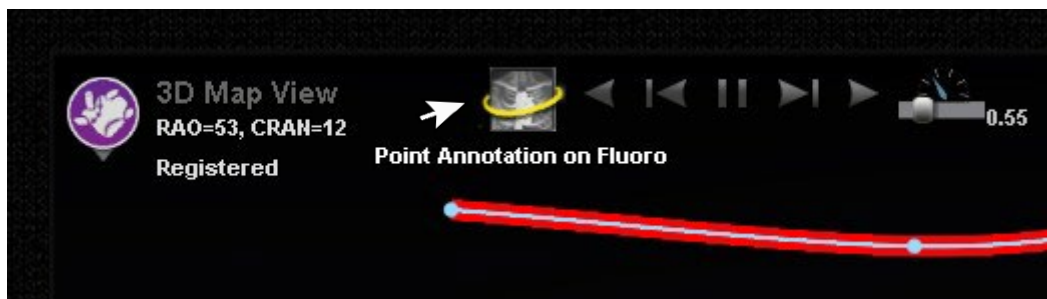 3D Map View
RAO=53, CRAN=12
Registered
Point Annotation on Fluoro
0.55